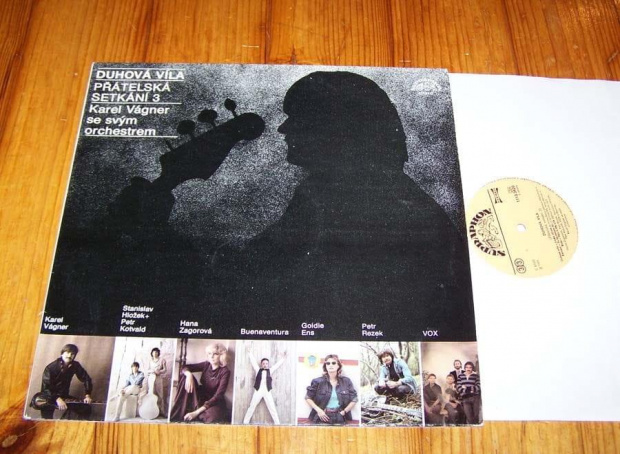 DUHOVÁ VÍLA
PŘÁTELSKÁ
SETKÁNÍ 3
Karel Vágner
se svým
orchestrem
Karel
Vágner
Stanislav
Hložek+
Petr
Kotvald
Hana
Zagorová
Buenaventura
Goldie
Ens
Petr
Rezek
VOX
SUPRAPHON